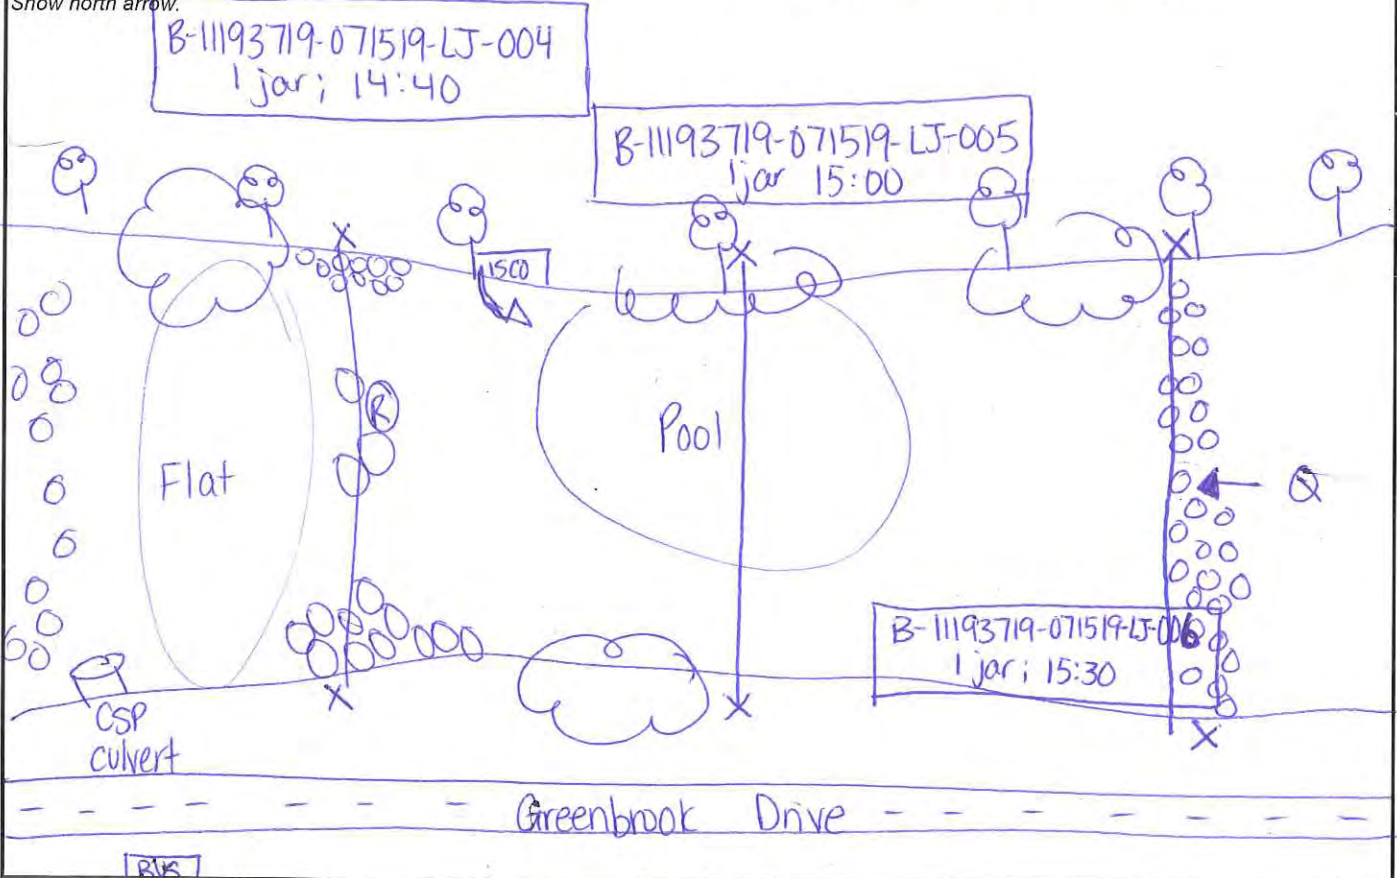 Show north arrow.
B-11193719-071519-LJ-004
1 jar; 14:40
B-11193719-071519-LJ-005
1 jar 15:00
ISCO
R
Pool
Flat
Q
B-11193719-071519-LJ-006
1 jar; 15:30
CSP
culvert
Greenbrook Drive
BUS